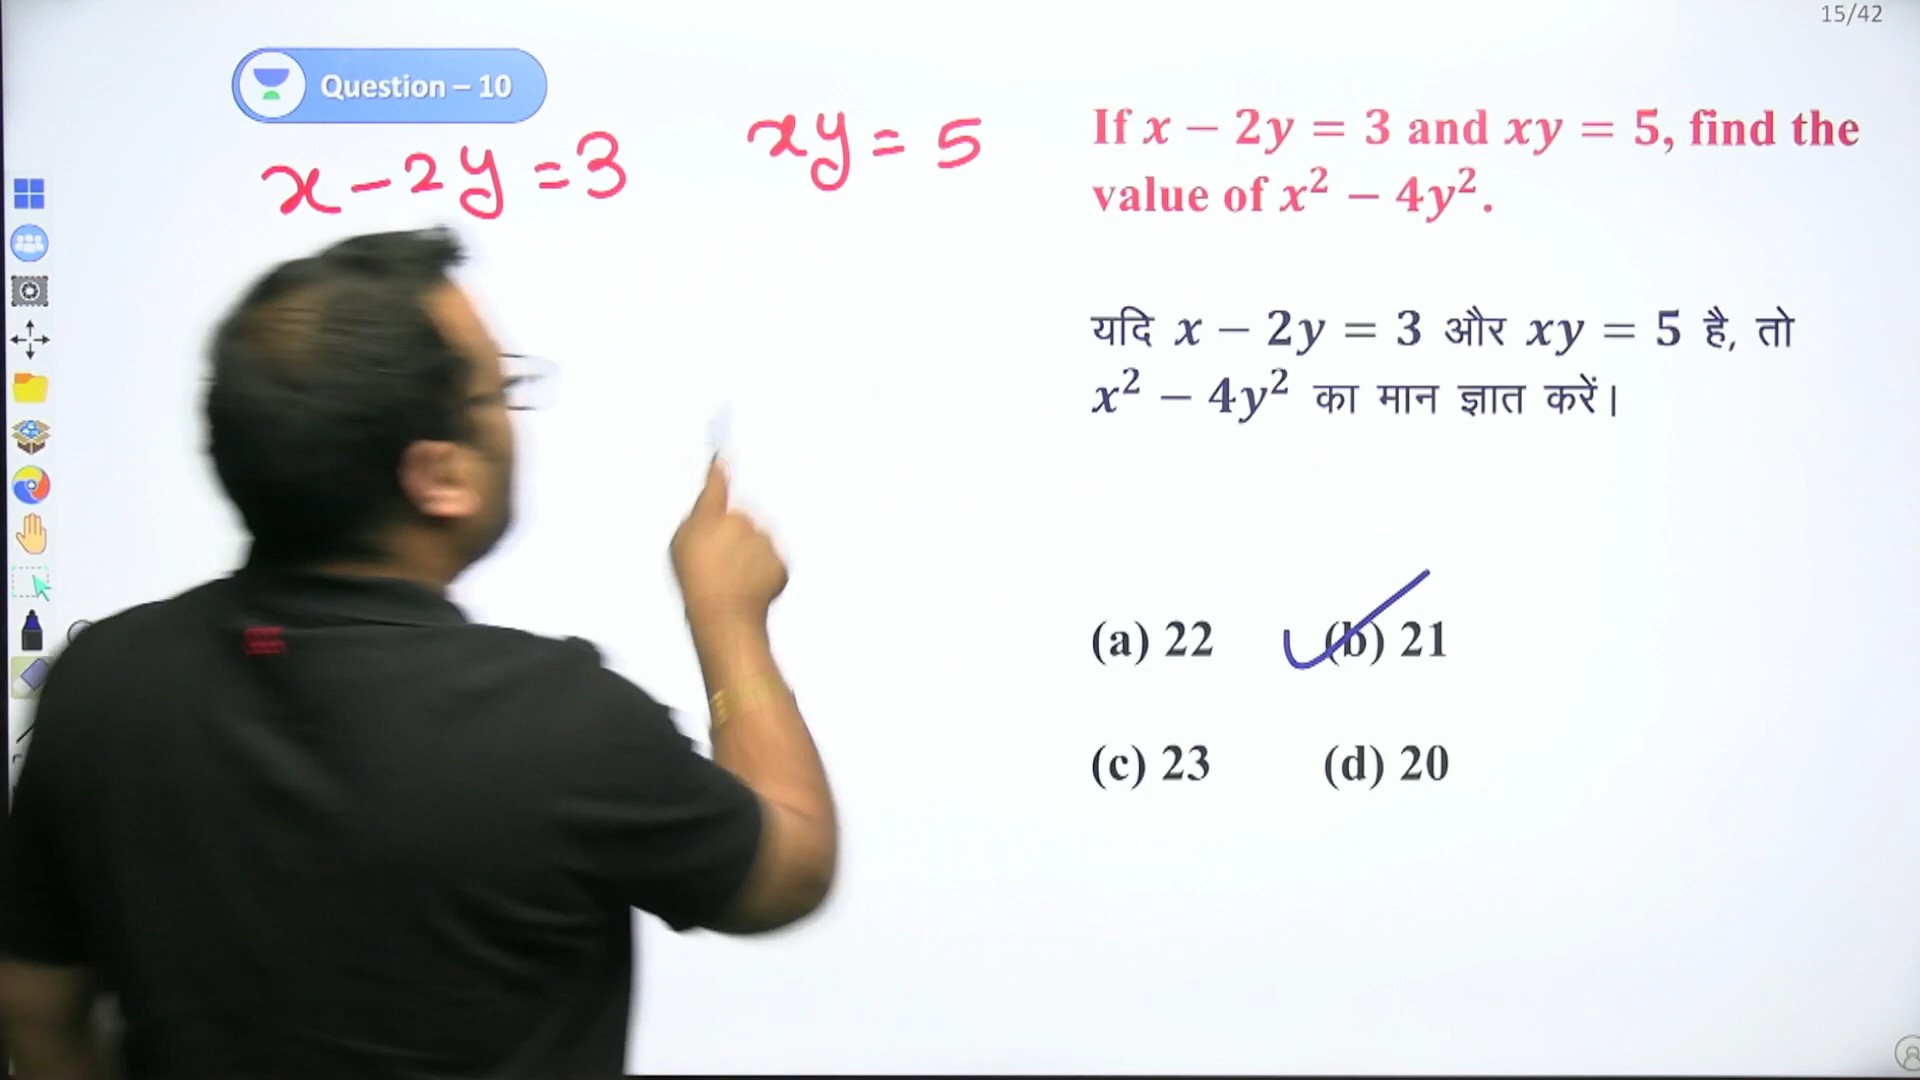 15/42
Question – 10
x - 2y = 3
xy = 5
If x − 2y = 3 and xy = 5, find the
value of x² − 4y².
यदि x − 2y = 3 और xy = 5 है, तो
x² − 4y² का मान ज्ञात करें।
(a) 22 (b) 21
(c) 23 (d) 20